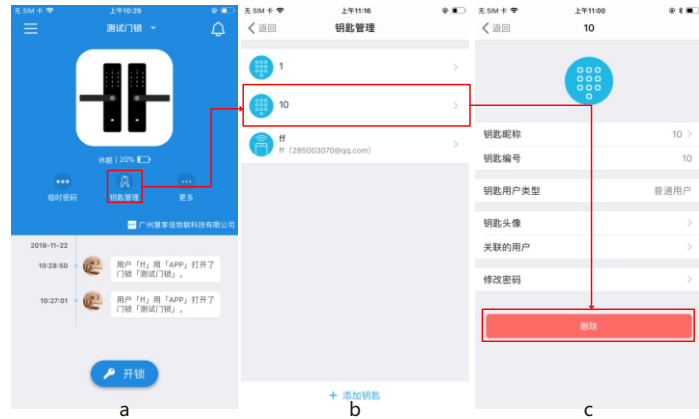 无 SIM 卡 上午10:29
测试门锁
休眠 | 20%
临时密码 钥匙管理 更多
广州慧享佳物联科技有限公司
2018-11-22
10:28:50 用户「ff」用「APP」打开了
门锁「测试门锁」。
10:27:01 用户「ff」用「APP」打开了
门锁「测试门锁」。
开锁
a
无 SIM 卡 上午11:16
返回 钥匙管理
1
10
ff
ff（285003070@qq.com）
+ 添加钥匙
b
无 SIM 卡 上午11:00
返回 10
钥匙昵称 10
钥匙编号 10
钥匙用户类型 普通用户
钥匙头像
关联的用户
修改密码
删除
c